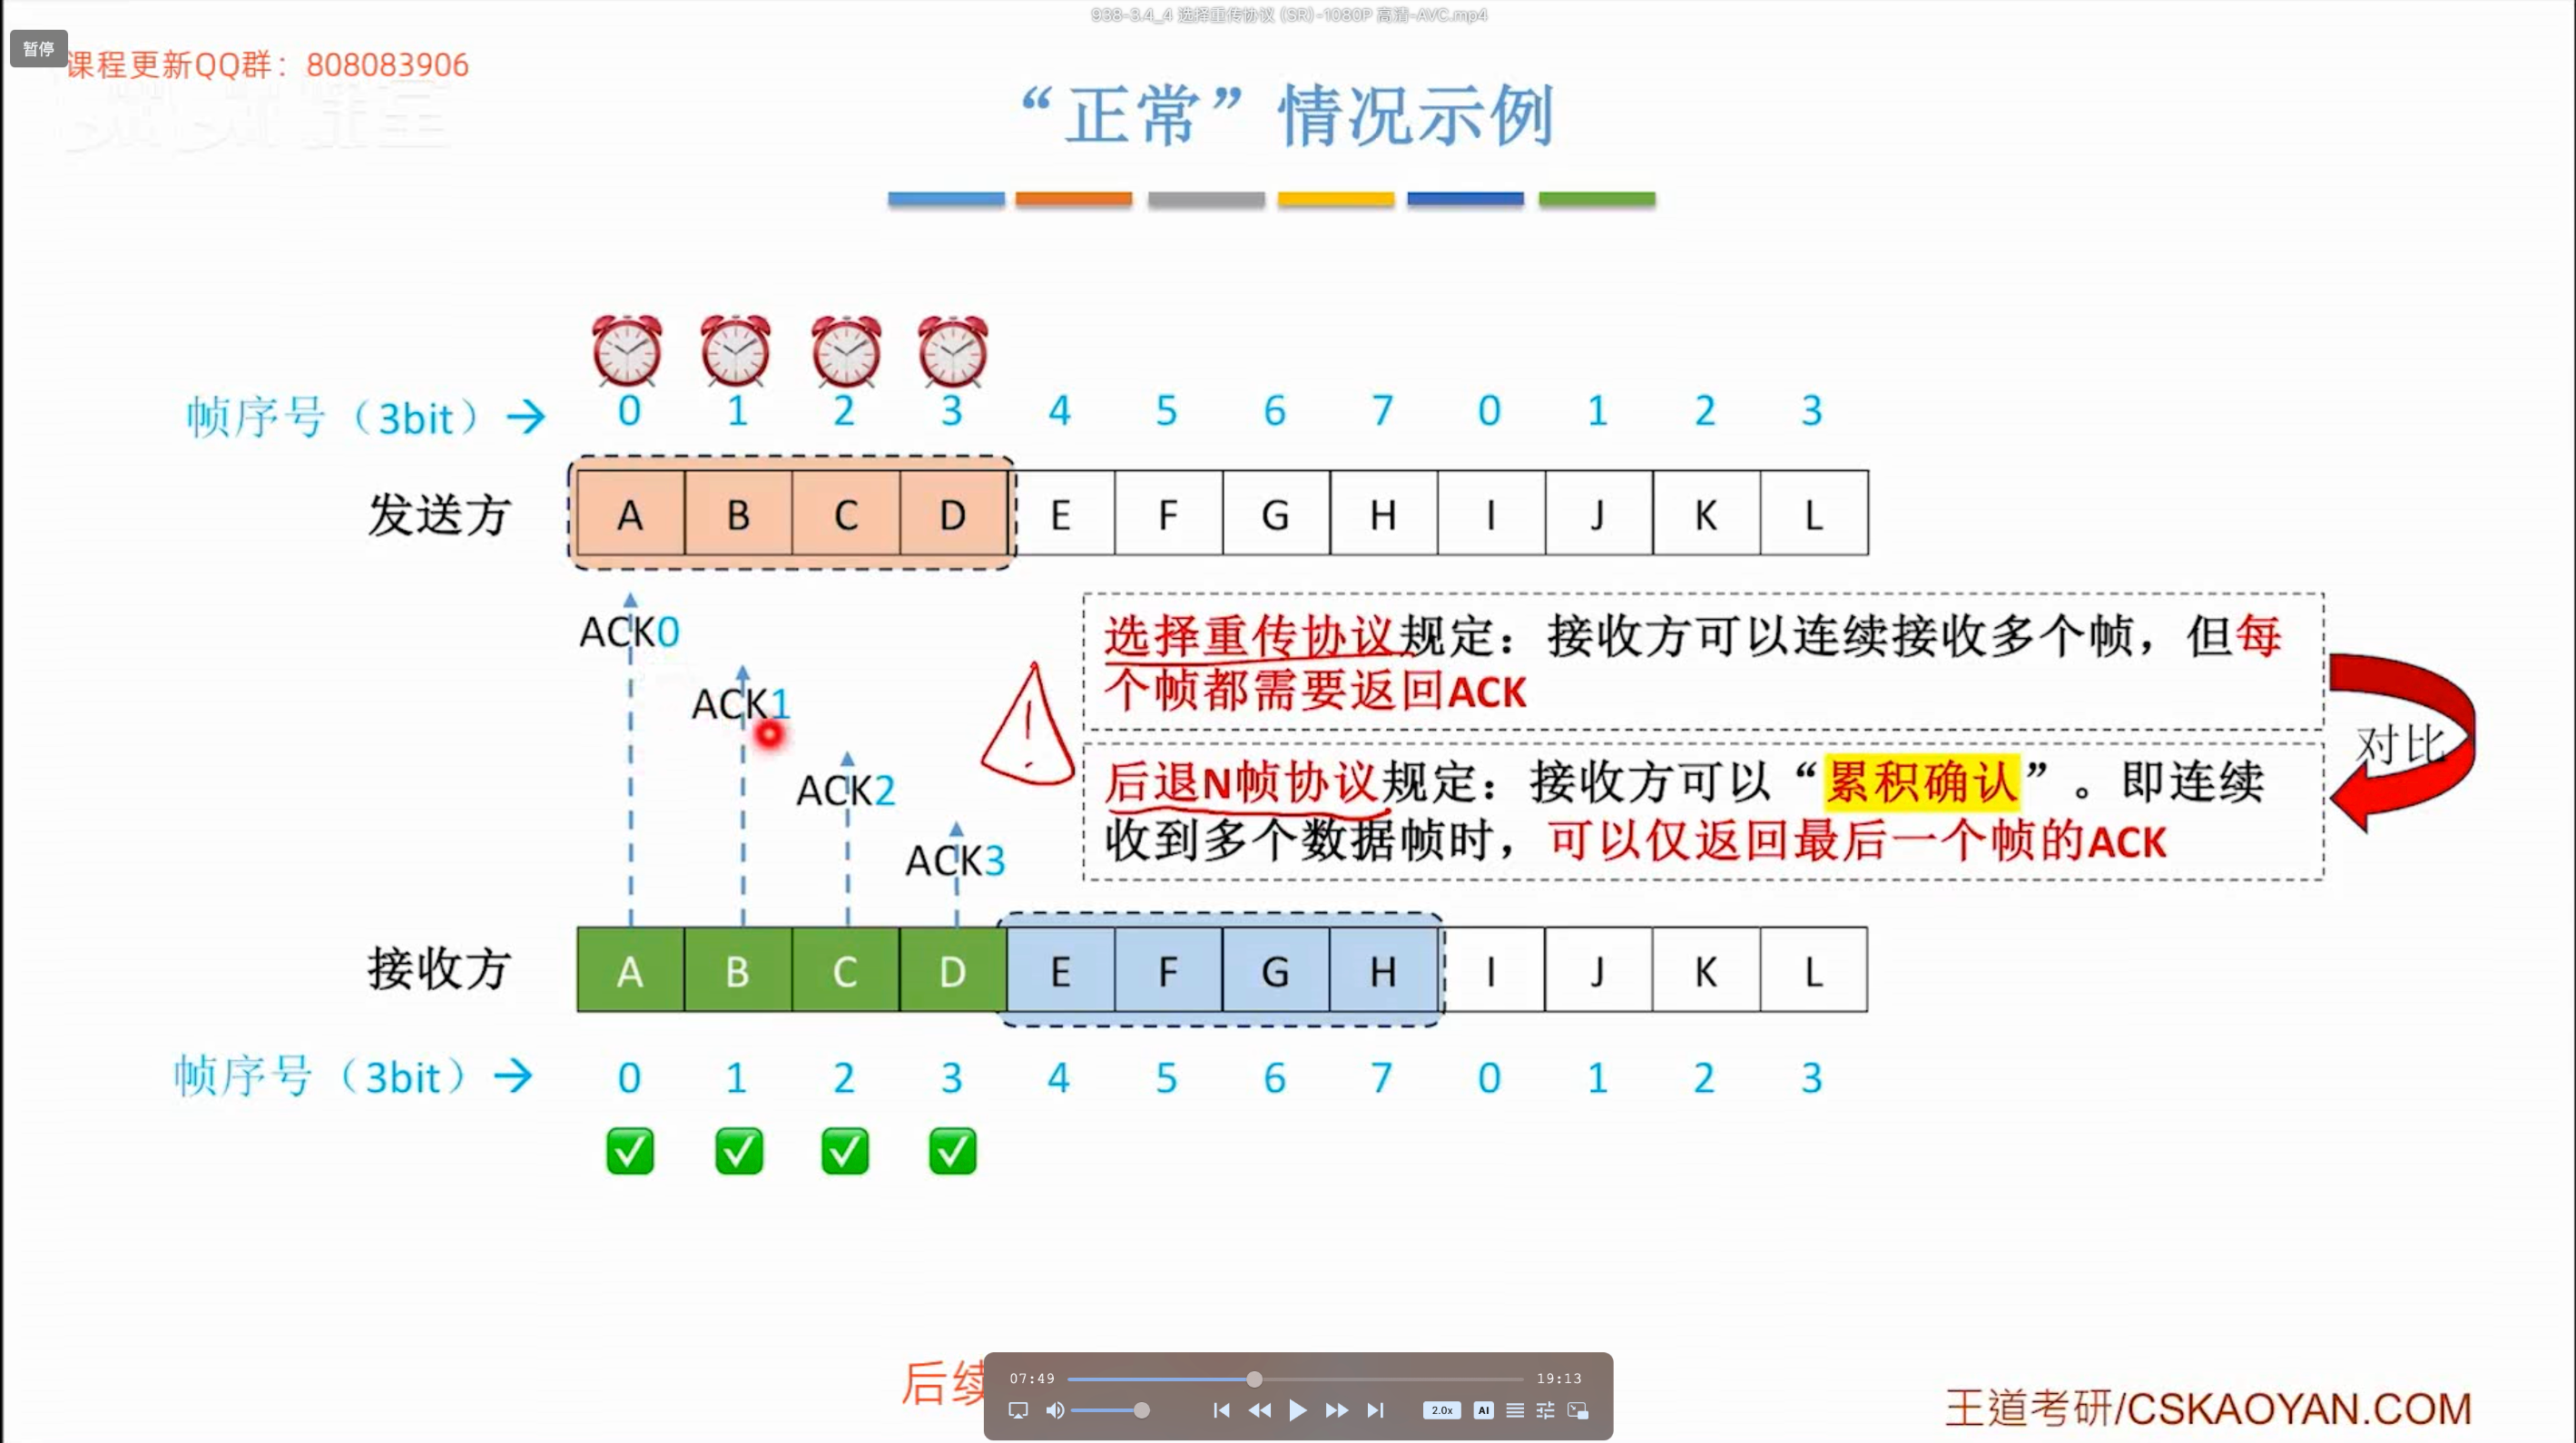 938-3.4_4 选择重传协议 (SR)-1080P 高清-AVC.mp4
暂停
课程更新QQ群：808083906
“正常”情况示例
帧序号（3bit）→ 0 1 2 3 4 5 6 7 0 1 2 3
发送方 A B C D E F G H I J K L
ACK0
ACK1
ACK2
ACK3
选择重传协议规定：接收方可以连续接收多个帧，但每
个帧都需要返回ACK
对比
后退N帧协议规定：接收方可以“累积确认”。即连续
收到多个数据帧时，可以仅返回最后一个帧的ACK
接收方 A B C D E F G H I J K L
帧序号（3bit）→ 0 1 2 3 4 5 6 7 0 1 2 3
后续
07:49 19:13
2.0x AI
王道考研/CSKAOYAN.COM